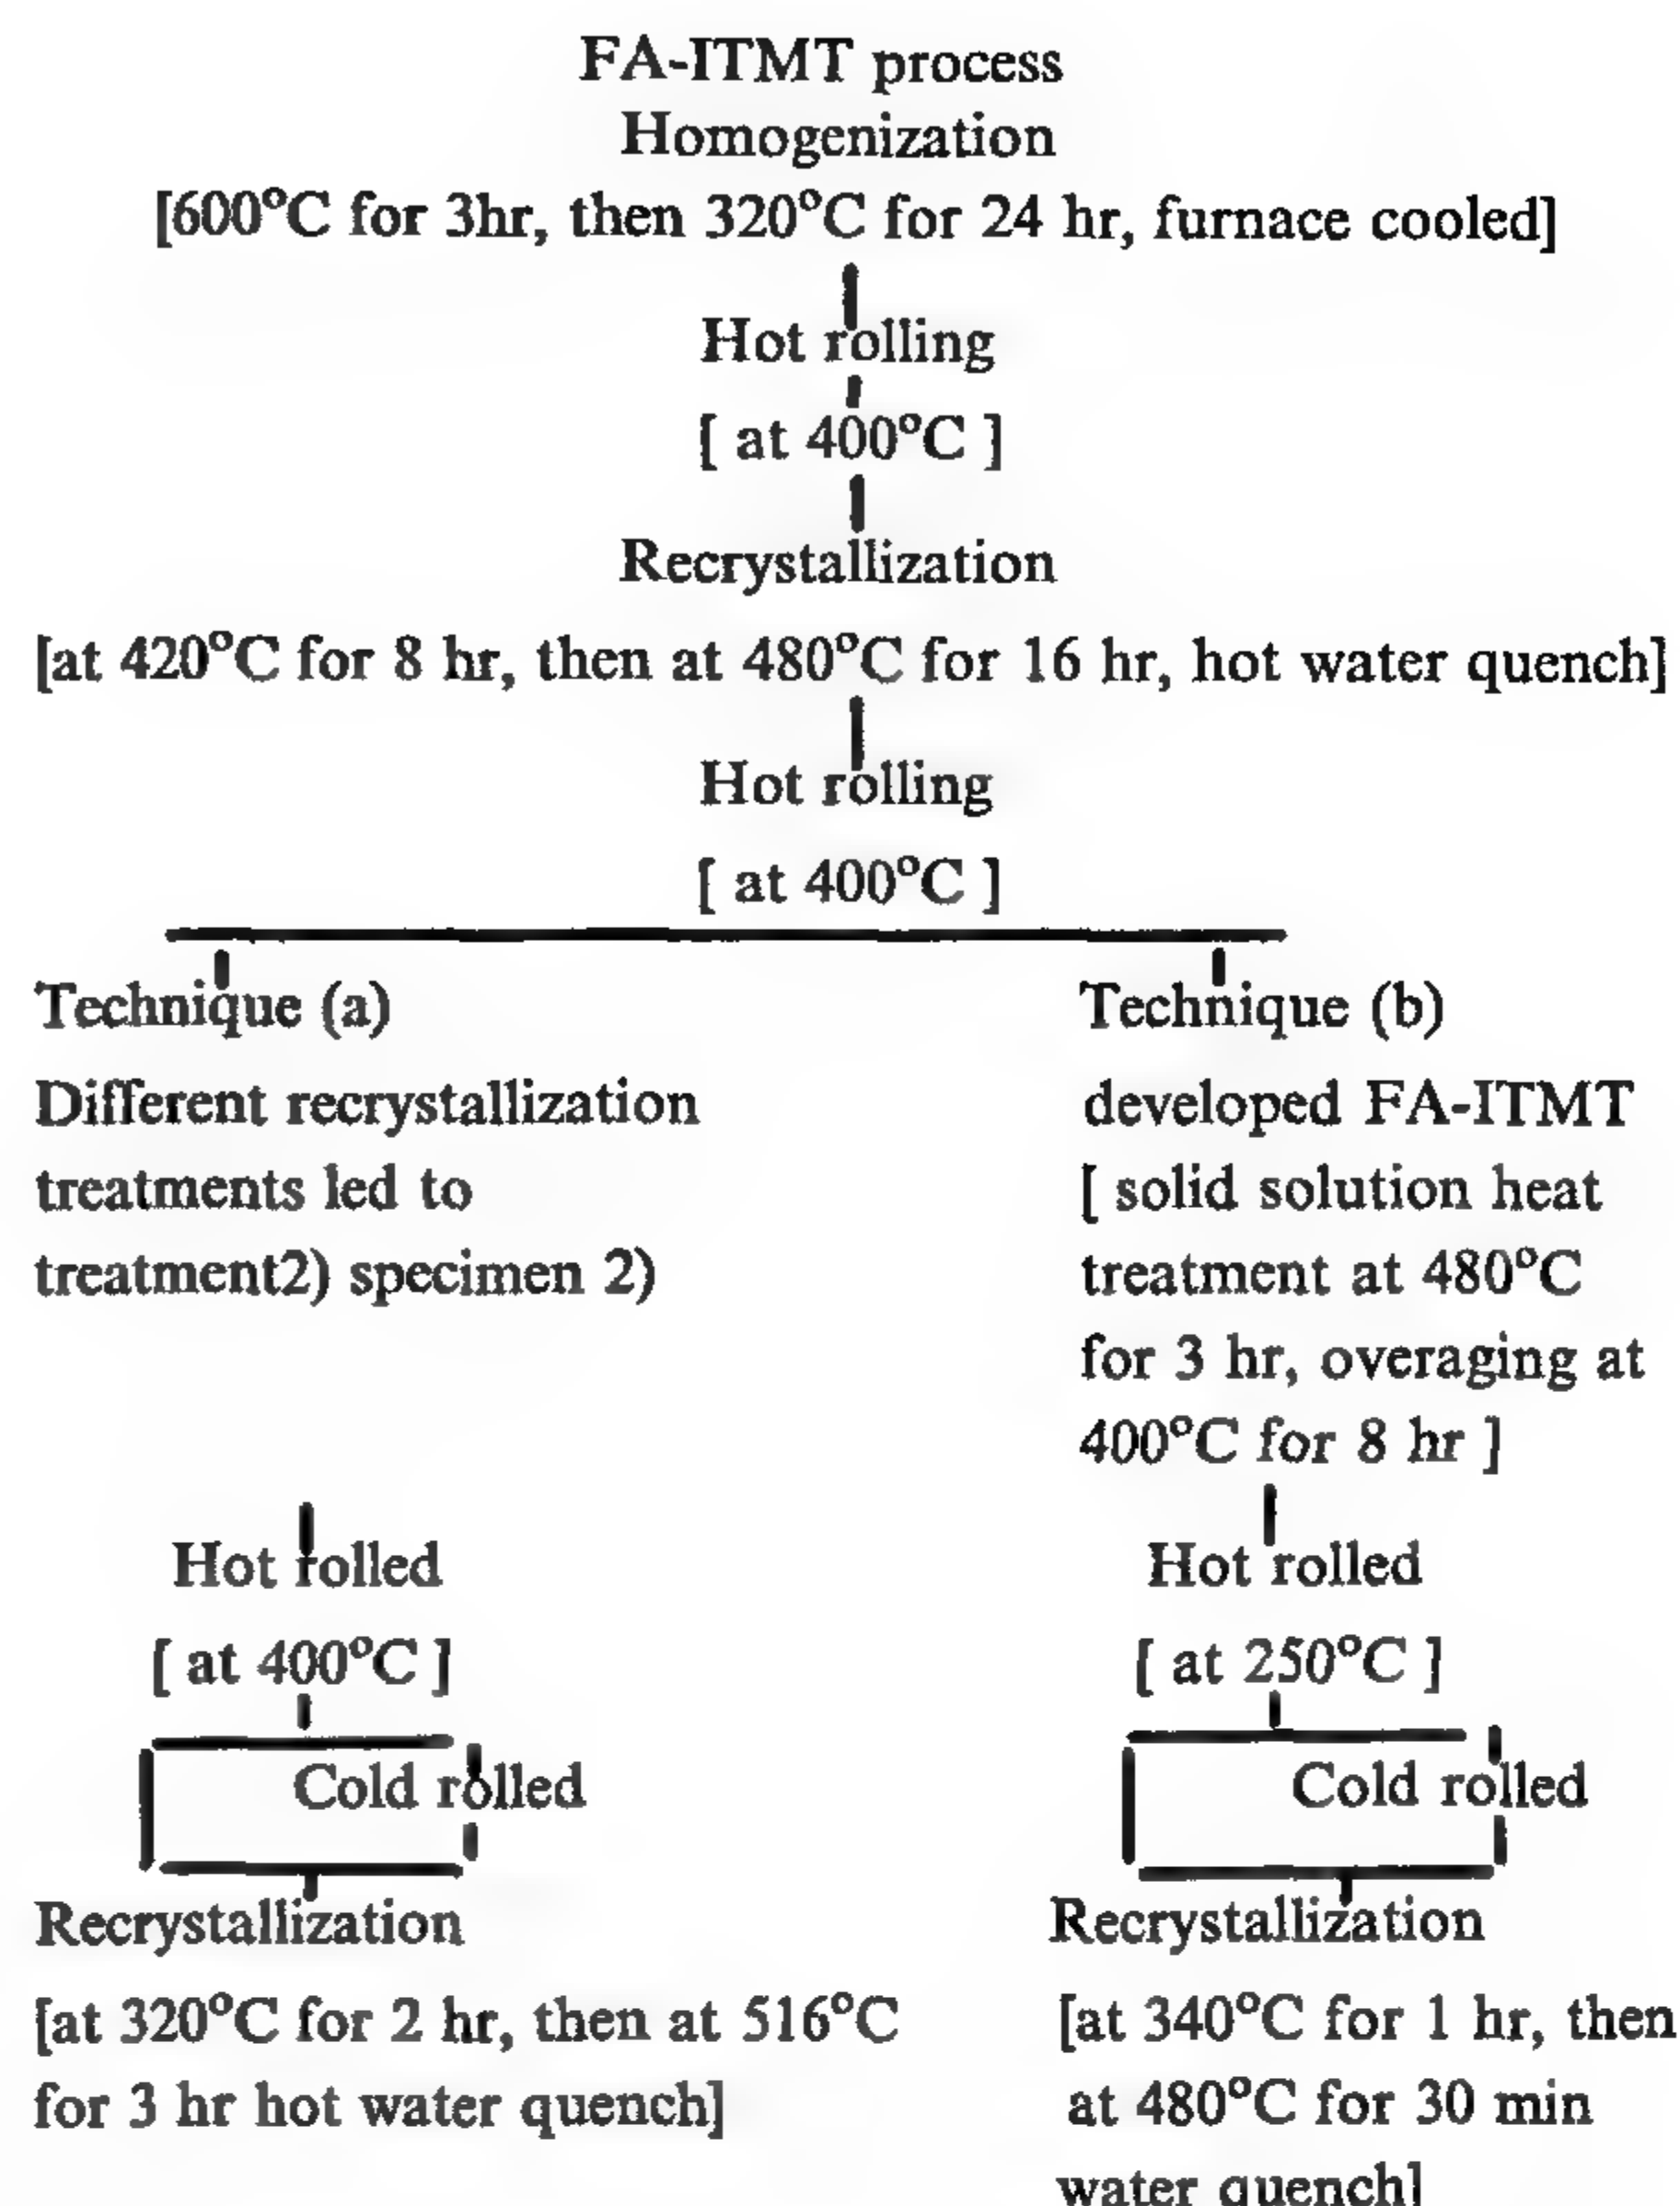 FA-ITMT process
Homogenization
[600°C for 3hr, then 320°C for 24 hr, furnace cooled]
Hot rolling
[ at 400°C ]
Recrystallization
[at 420°C for 8 hr, then at 480°C for 16 hr, hot water quench]
Hot rolling
[ at 400°C ]
Technique (a)
Different recrystallization
treatments led to
treatment2) specimen 2)
Hot rolled
[ at 400°C ]
Cold rolled
Recrystallization
[at 320°C for 2 hr, then at 516°C
for 3 hr hot water quench]
Technique (b)
developed FA-ITMT
[ solid solution heat
treatment at 480°C
for 3 hr, overaging at
400°C for 8 hr ]
Hot rolled
[ at 250°C ]
Cold rolled
Recrystallization
[at 340°C for 1 hr, then
at 480°C for 30 min
water quench]